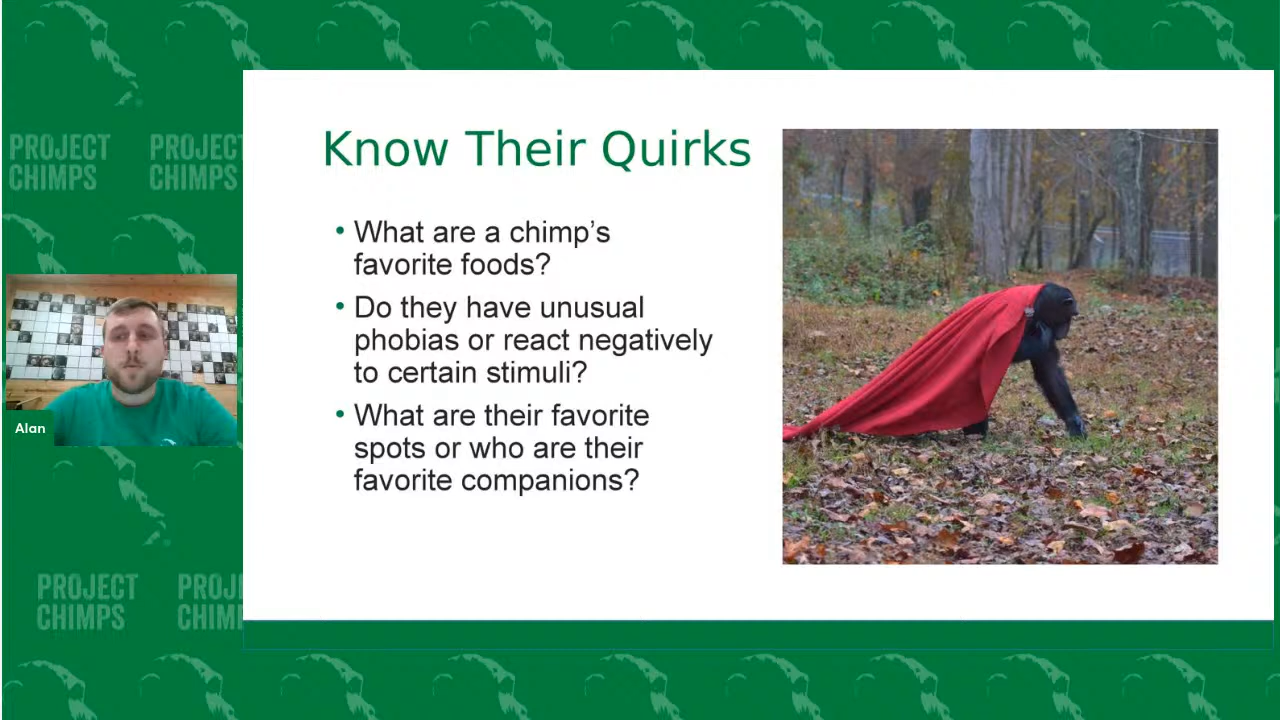 PROJECT PROJECT
CHIMPS CHIMPS
Know Their Quirks
• What are a chimp’s
favorite foods?
• Do they have unusual
phobias or react negatively
to certain stimuli?
• What are their favorite
spots or who are their
favorite companions?
Alan
PROJECT PROJ
CHIMPS CHIM